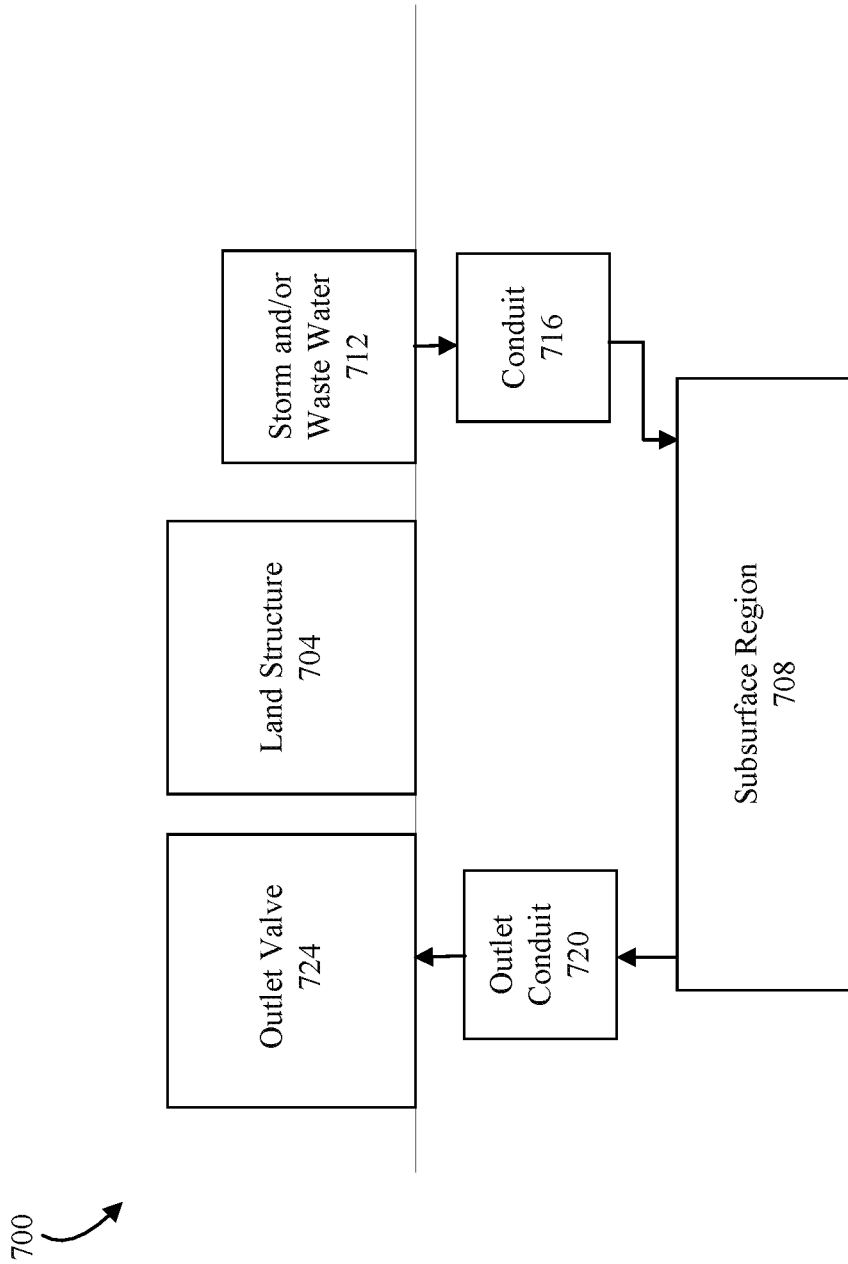 700
Outlet Valve
724
Land Structure
704
Storm and/or
Waste Water
712
Outlet
Conduit
720
Conduit
716
Subsurface Region
708